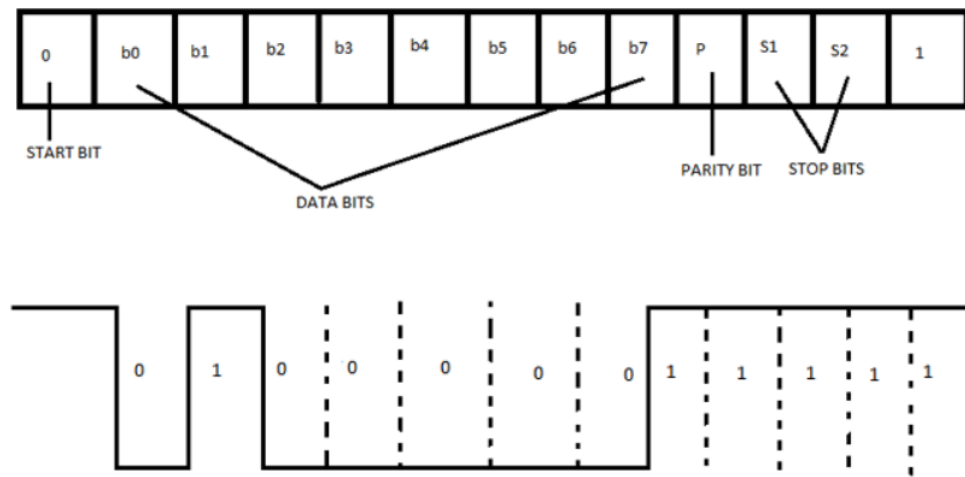 0 b0 b1 b2 b3 b4 b5 b6 b7 P S1 S2 1
START BIT
DATA BITS
PARITY BIT
STOP BITS
0 1 0 0 0 0 0 1 1 1 1 1